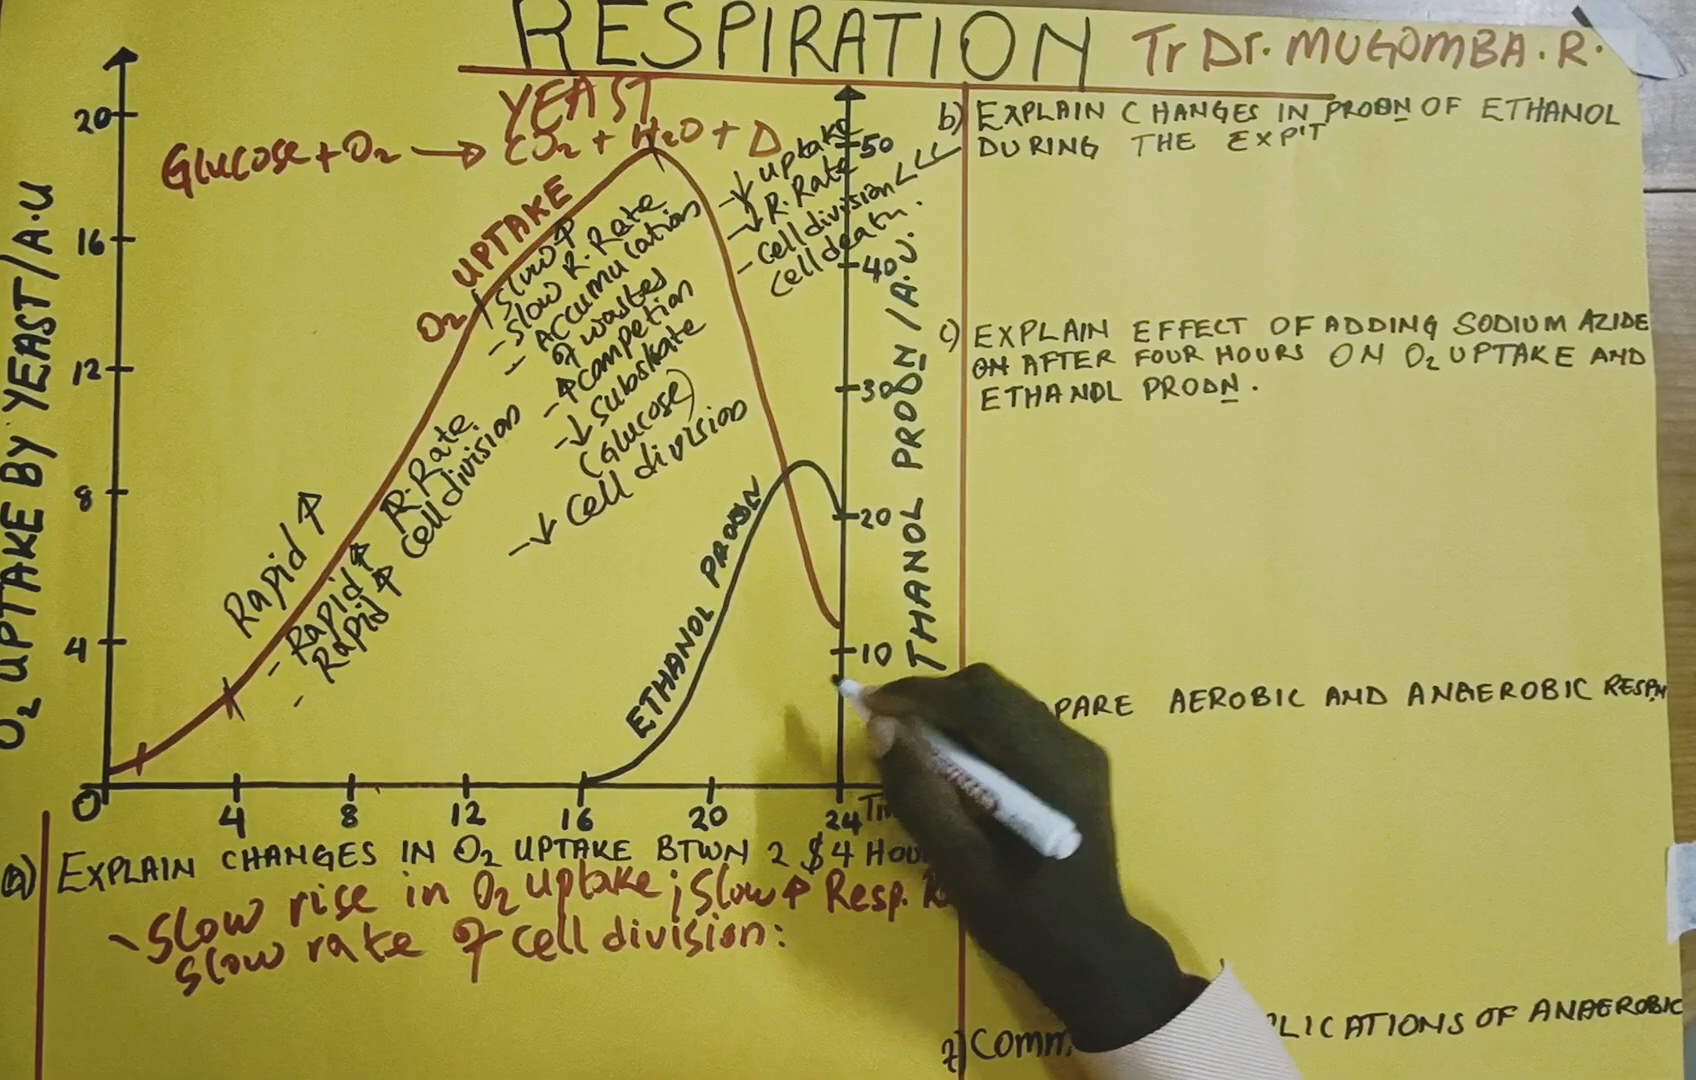 RESPIRATION Tr Dr. MUGOMBA. R.
YEAST
Glucose + O₂ → CO₂ + H₂O + Δ
O₂ UPTAKE BY YEAST/A.U
20
16
12
8
4
0
4
8
12
16
20
24
50
40
30
20
10
THANOL PRODN / A.U.
O₂ UPTAKE
Rapid ↑
- Rapid ↑ R. Rate
- Rapid ↑ cell division
Slow ↑
- Slow R. Rate
- Accumulation
of wastes
- ↑ competion
- ↓ substrate
(Glucose)
- ↓ cell division
- ↓ uptake
- ↓ R. Rate
- cell division <<<
cell death.
ETHANOL PRODN
b) EXPLAIN CHANGES IN PRODN OF ETHANOL
DURING THE EXP'T
c) EXPLAIN EFFECT OF ADDING SODIUM AZIDE
ON AFTER FOUR HOURS ON O₂ UPTAKE AND
ETHANOL PRODN.
PARE AEROBIC AND ANAEROBIC RESPN
LICATIONS OF ANAEROBIC
a) EXPLAIN CHANGES IN O₂ UPTAKE BTWN 2 $ 4 HOU
- Slow rise in O₂ uptake; Slow ↑ Resp. R
Slow rate of cell division: